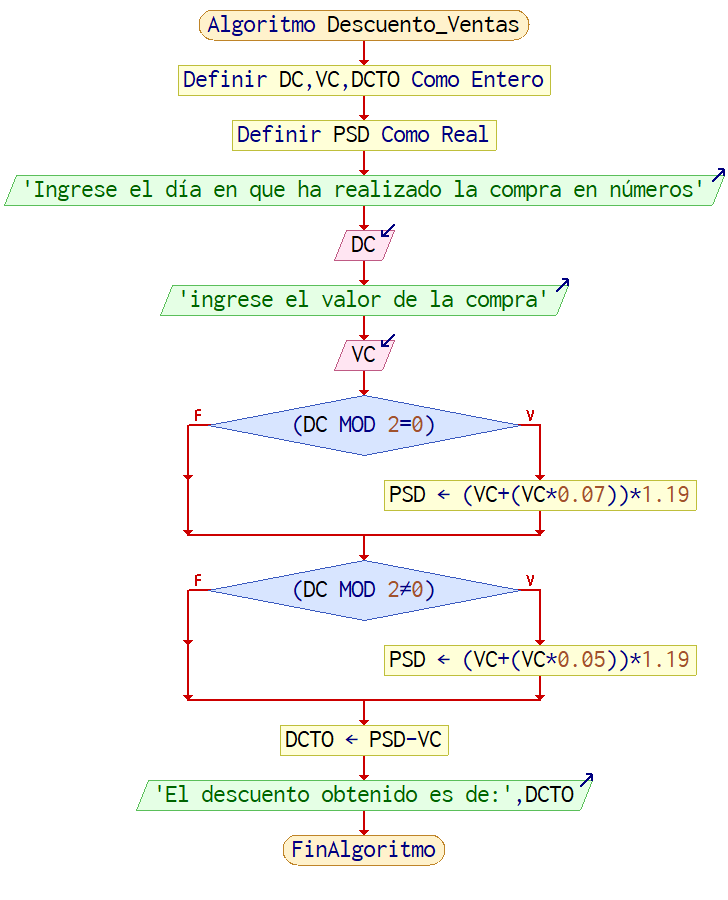 Algoritmo Descuento_Ventas
Definir DC,VC,DCTO Como Entero
Definir PSD Como Real
'Ingrese el día en que ha realizado la compra en números'
DC
'ingrese el valor de la compra'
VC
F
(DC MOD 2=0)
V
PSD ← (VC+(VC*0.07))*1.19
F
(DC MOD 2≠0)
V
PSD ← (VC+(VC*0.05))*1.19
DCTO ← PSD-VC
'El descuento obtenido es de:',DCTO
FinAlgoritmo